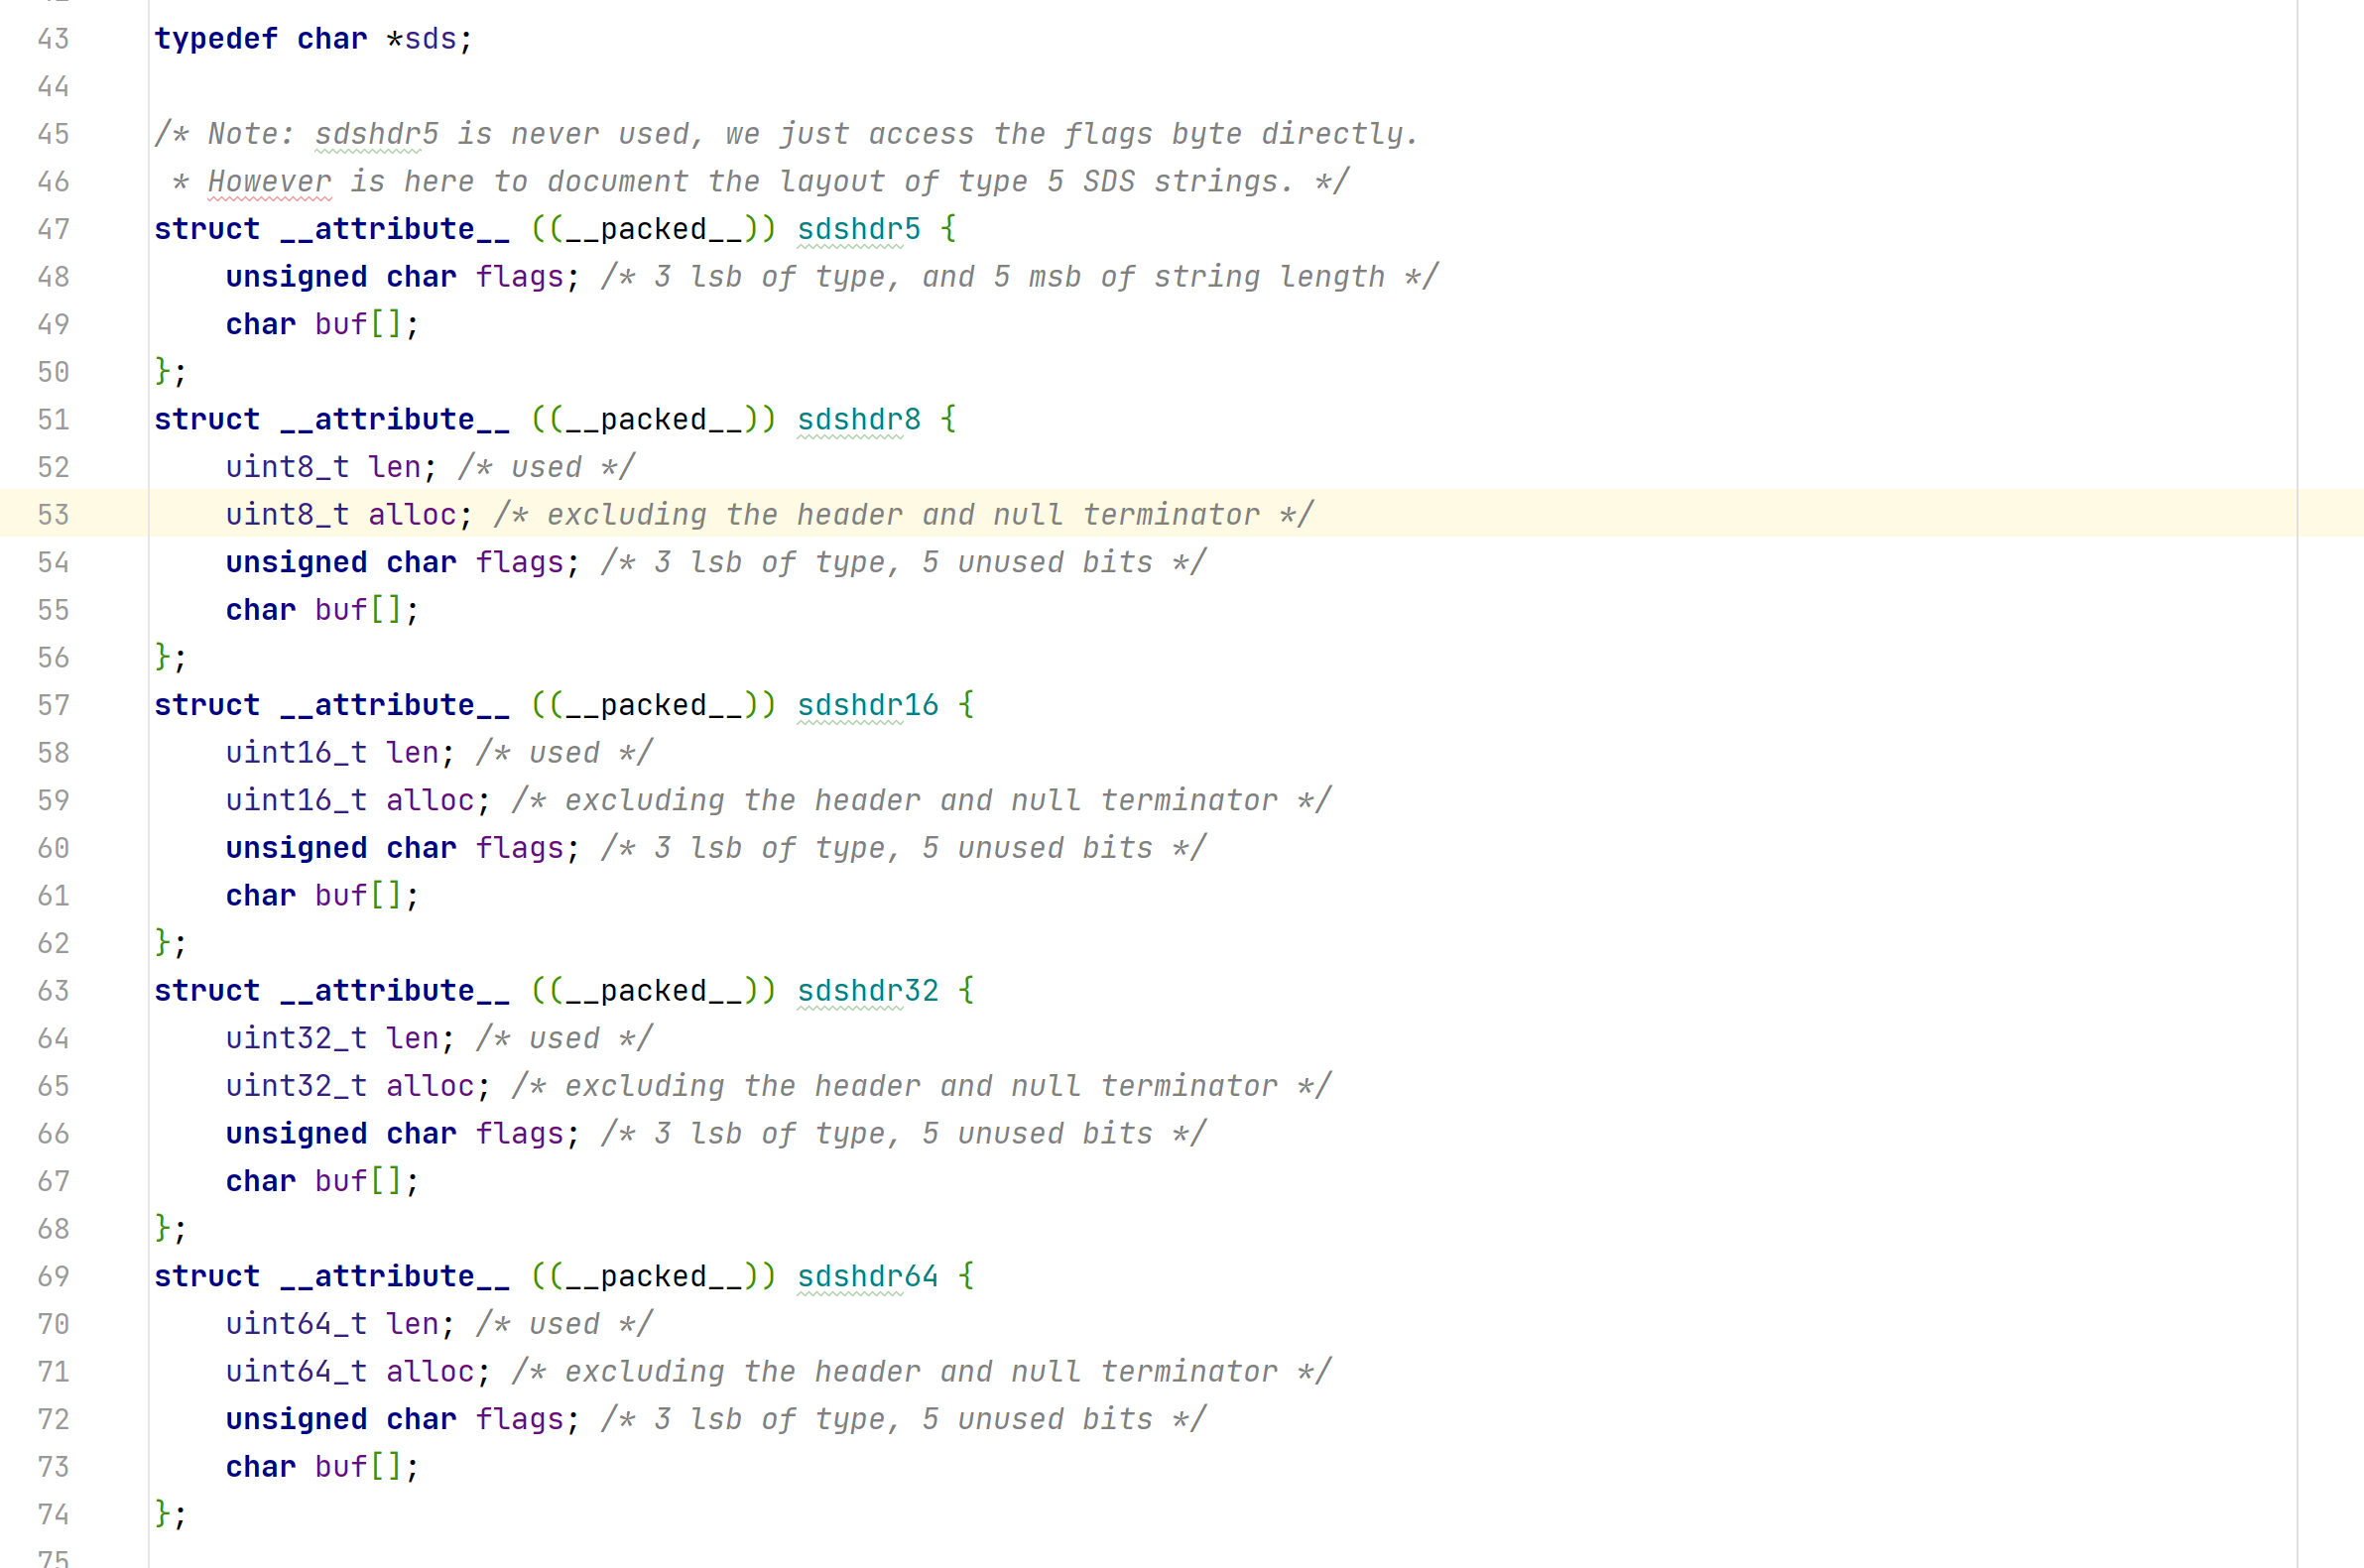 43 typedef char *sds;
44
45 /* Note: sdshdr5 is never used, we just access the flags byte directly.
46  * However is here to document the layout of type 5 SDS strings. */
47 struct __attribute__ ((__packed__)) sdshdr5 {
48     unsigned char flags; /* 3 lsb of type, and 5 msb of string length */
49     char buf[];
50 };
51 struct __attribute__ ((__packed__)) sdshdr8 {
52     uint8_t len; /* used */
53     uint8_t alloc; /* excluding the header and null terminator */
54     unsigned char flags; /* 3 lsb of type, 5 unused bits */
55     char buf[];
56 };
57 struct __attribute__ ((__packed__)) sdshdr16 {
58     uint16_t len; /* used */
59     uint16_t alloc; /* excluding the header and null terminator */
60     unsigned char flags; /* 3 lsb of type, 5 unused bits */
61     char buf[];
62 };
63 struct __attribute__ ((__packed__)) sdshdr32 {
64     uint32_t len; /* used */
65     uint32_t alloc; /* excluding the header and null terminator */
66     unsigned char flags; /* 3 lsb of type, 5 unused bits */
67     char buf[];
68 };
69 struct __attribute__ ((__packed__)) sdshdr64 {
70     uint64_t len; /* used */
71     uint64_t alloc; /* excluding the header and null terminator */
72     unsigned char flags; /* 3 lsb of type, 5 unused bits */
73     char buf[];
74 };
75